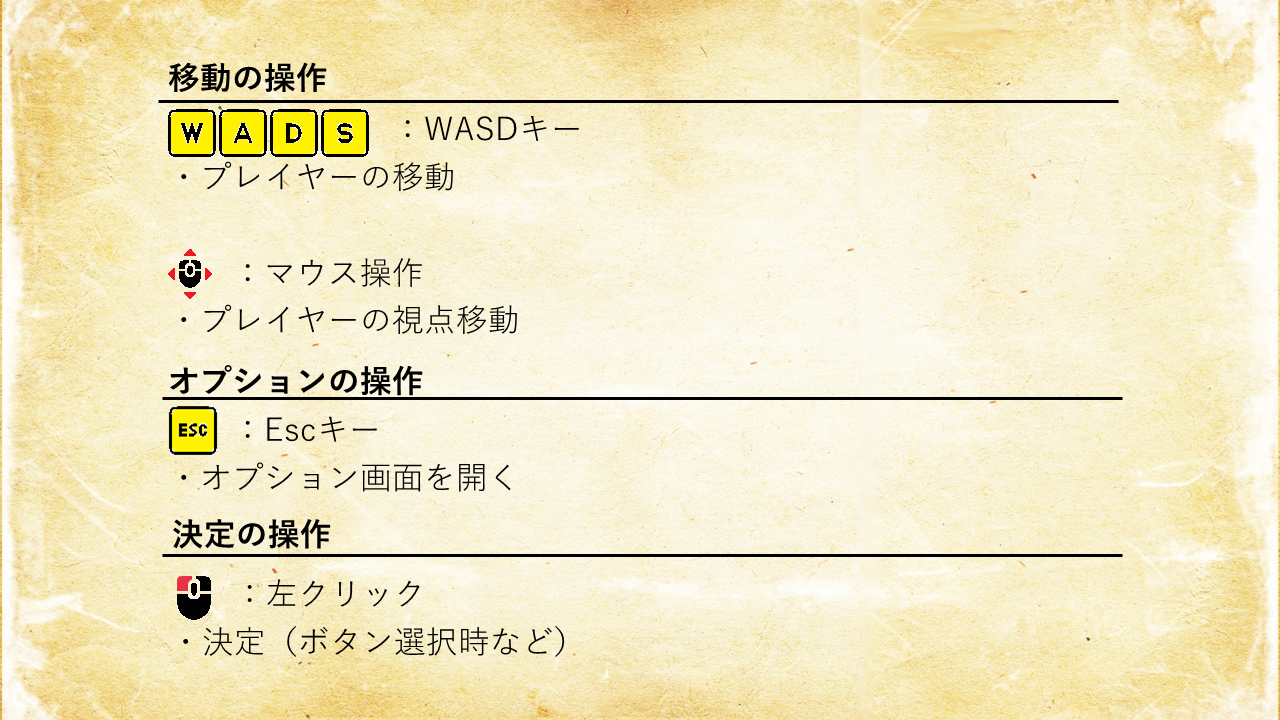 移動の操作
W A D S ：WASDキー
・プレイヤーの移動
：マウス操作
・プレイヤーの視点移動
オプションの操作
ESC ：Escキー
・オプション画面を開く
決定の操作
：左クリック
・決定（ボタン選択時など）